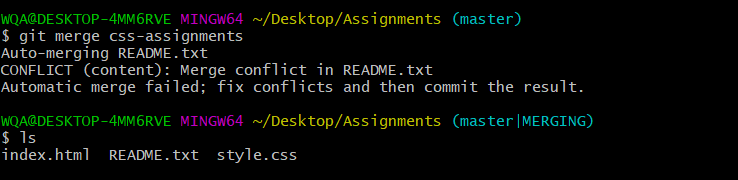 WQA@DESKTOP-4MM6RVE MINGW64 ~/Desktop/Assignments (master)
$ git merge css-assignments
Auto-merging README.txt
CONFLICT (content): Merge conflict in README.txt
Automatic merge failed; fix conflicts and then commit the result.
WQA@DESKTOP-4MM6RVE MINGW64 ~/Desktop/Assignments (master|MERGING)
$ ls
index.html  README.txt  style.css